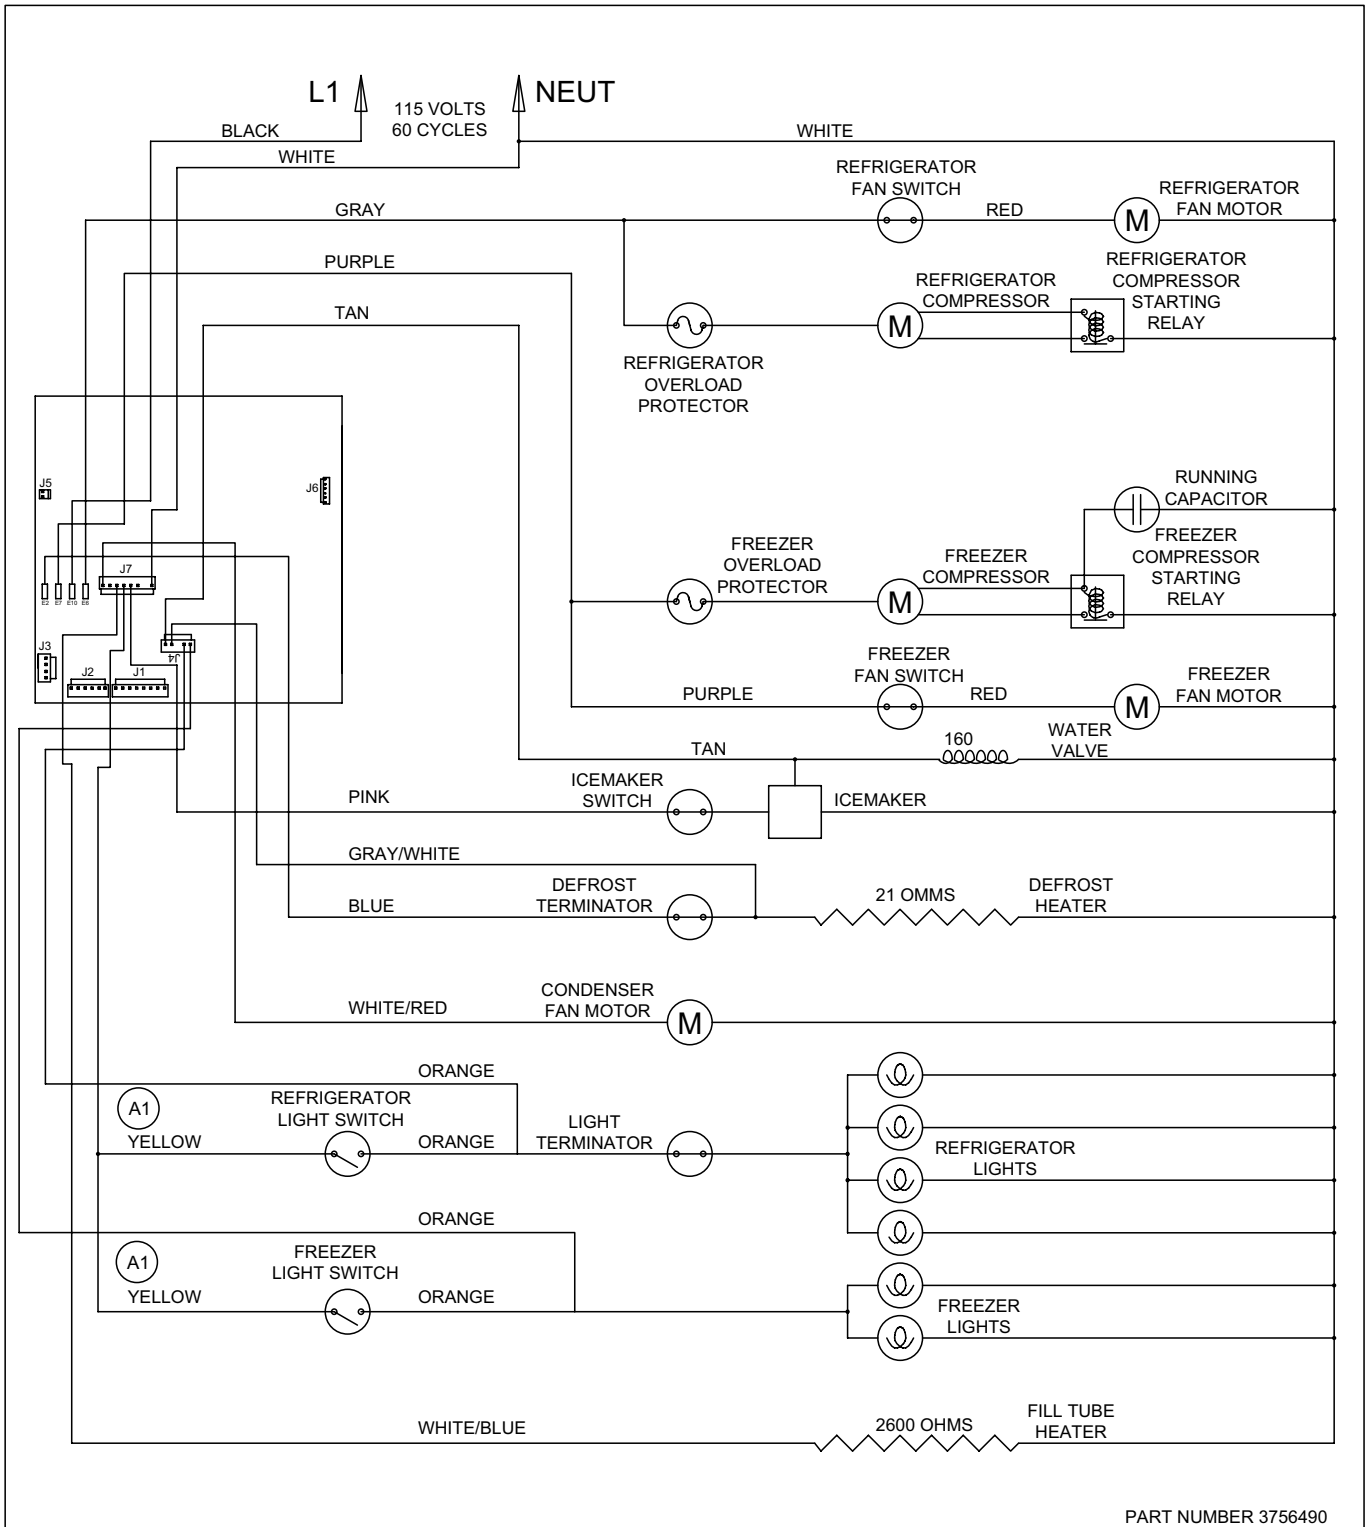 L1
115 VOLTS
60 CYCLES
NEUT
BLACK
WHITE
WHITE
REFRIGERATOR
FAN SWITCH
GRAY
RED
REFRIGERATOR
FAN MOTOR
M
PURPLE
REFRIGERATOR
COMPRESSOR
REFRIGERATOR
COMPRESSOR
STARTING
RELAY
TAN
M
REFRIGERATOR
OVERLOAD
PROTECTOR
J5
J6
RUNNING
CAPACITOR
FREEZER
OVERLOAD
PROTECTOR
FREEZER
COMPRESSOR
FREEZER
COMPRESSOR
STARTING
RELAY
J7
E2
E7
E10
E6
M
J3
J4
J2
J1
FREEZER
FAN SWITCH
PURPLE
RED
FREEZER
FAN MOTOR
M
TAN
160
WATER
VALVE
ICEMAKER
SWITCH
PINK
ICEMAKER
GRAY/WHITE
DEFROST
TERMINATOR
BLUE
21 OMMS
DEFROST
HEATER
CONDENSER
FAN MOTOR
WHITE/RED
M
ORANGE
A1
REFRIGERATOR
LIGHT SWITCH
YELLOW
ORANGE
LIGHT
TERMINATOR
REFRIGERATOR
LIGHTS
ORANGE
A1
FREEZER
LIGHT SWITCH
YELLOW
ORANGE
FREEZER
LIGHTS
WHITE/BLUE
2600 OHMS
FILL TUBE
HEATER
PART NUMBER 3756490